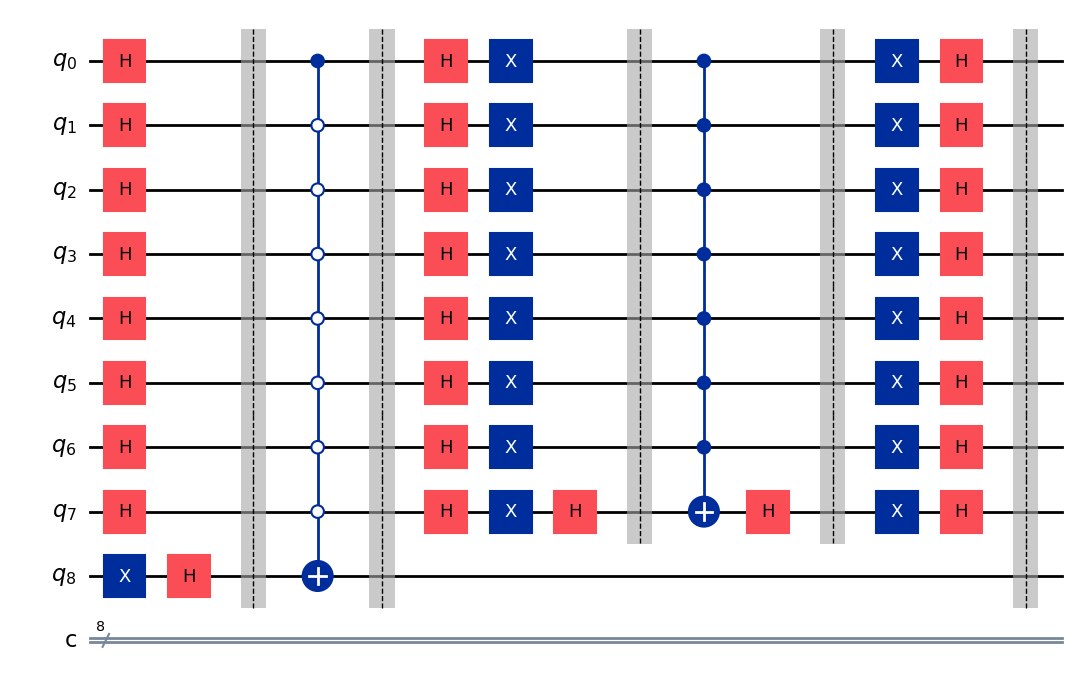 q0 H H X X H
q1 H H X X H
q2 H H X X H
q3 H H X X H
q4 H H X X H
q5 H H X X H
q6 H H X X H
q7 H H X H H X H
q8 X H
8
c